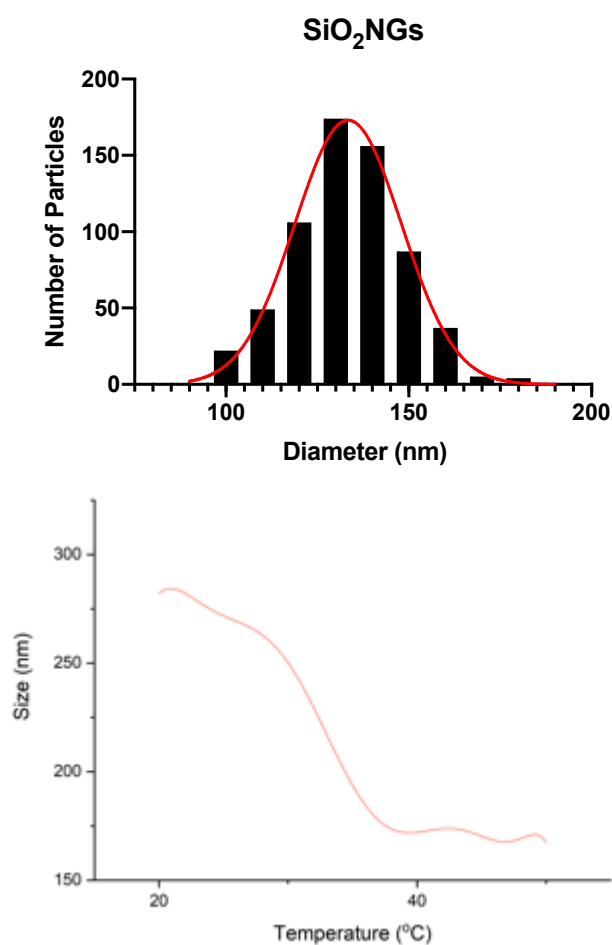 SiO₂NGs
200
150
100
50
0
Number of Particles
100 150 200
Diameter (nm)
300
250
200
150
Size (nm)
20 40
Temperature (⁰C)